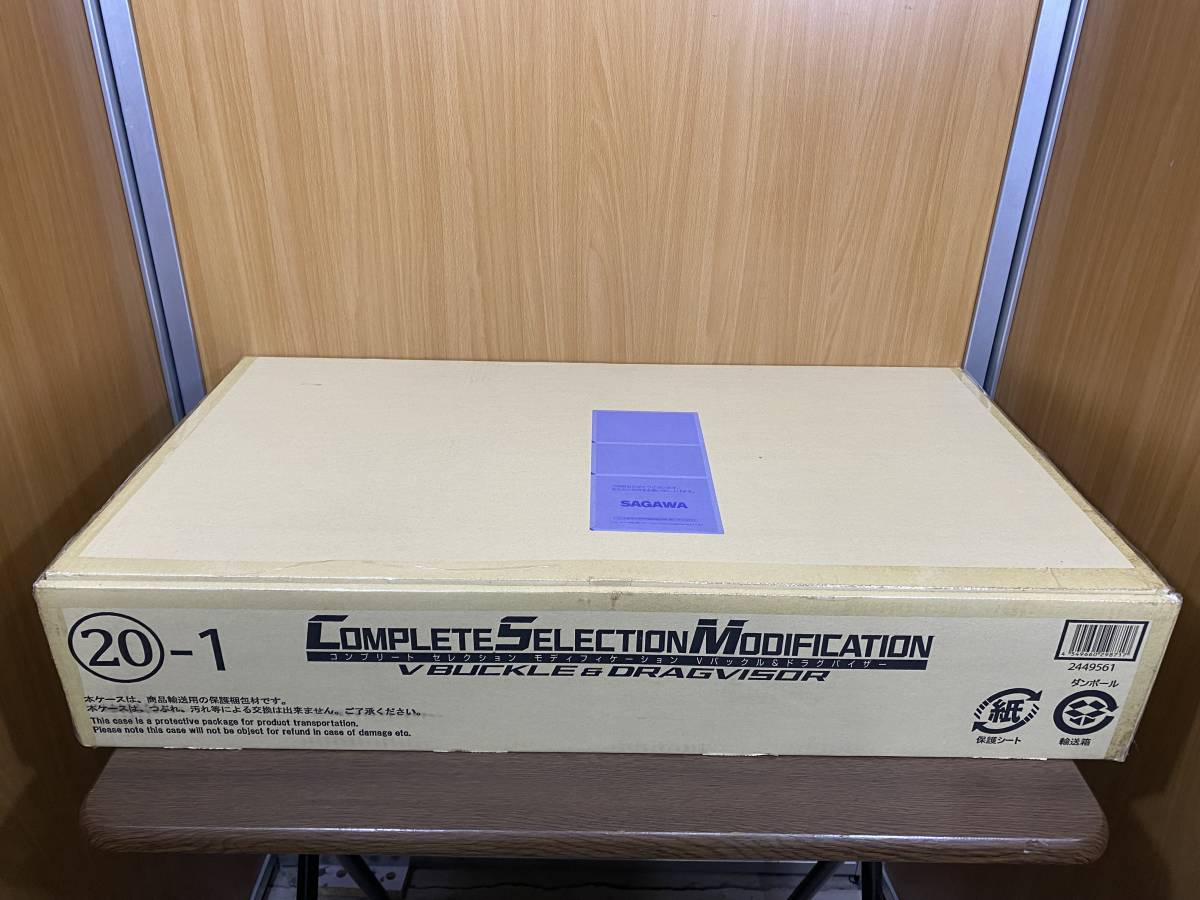 SAGAWA
20-1
COMPLETE SELECTION MODIFICATION
コンプリート セレクション モディフィケーション Vバックル&ドラグバイザー
V BUCKLE & DRAGVISOR
本ケースは、商品輸送用の保護梱包材です。
本ケースは、つぶれ、汚れ等による交換は出来ません。ご了承ください。
This case is a protective package for product transportation.
Please note this case will not be object for refund in case of damage etc.
2449561
ダンボール
紙
保護シート
輸送箱